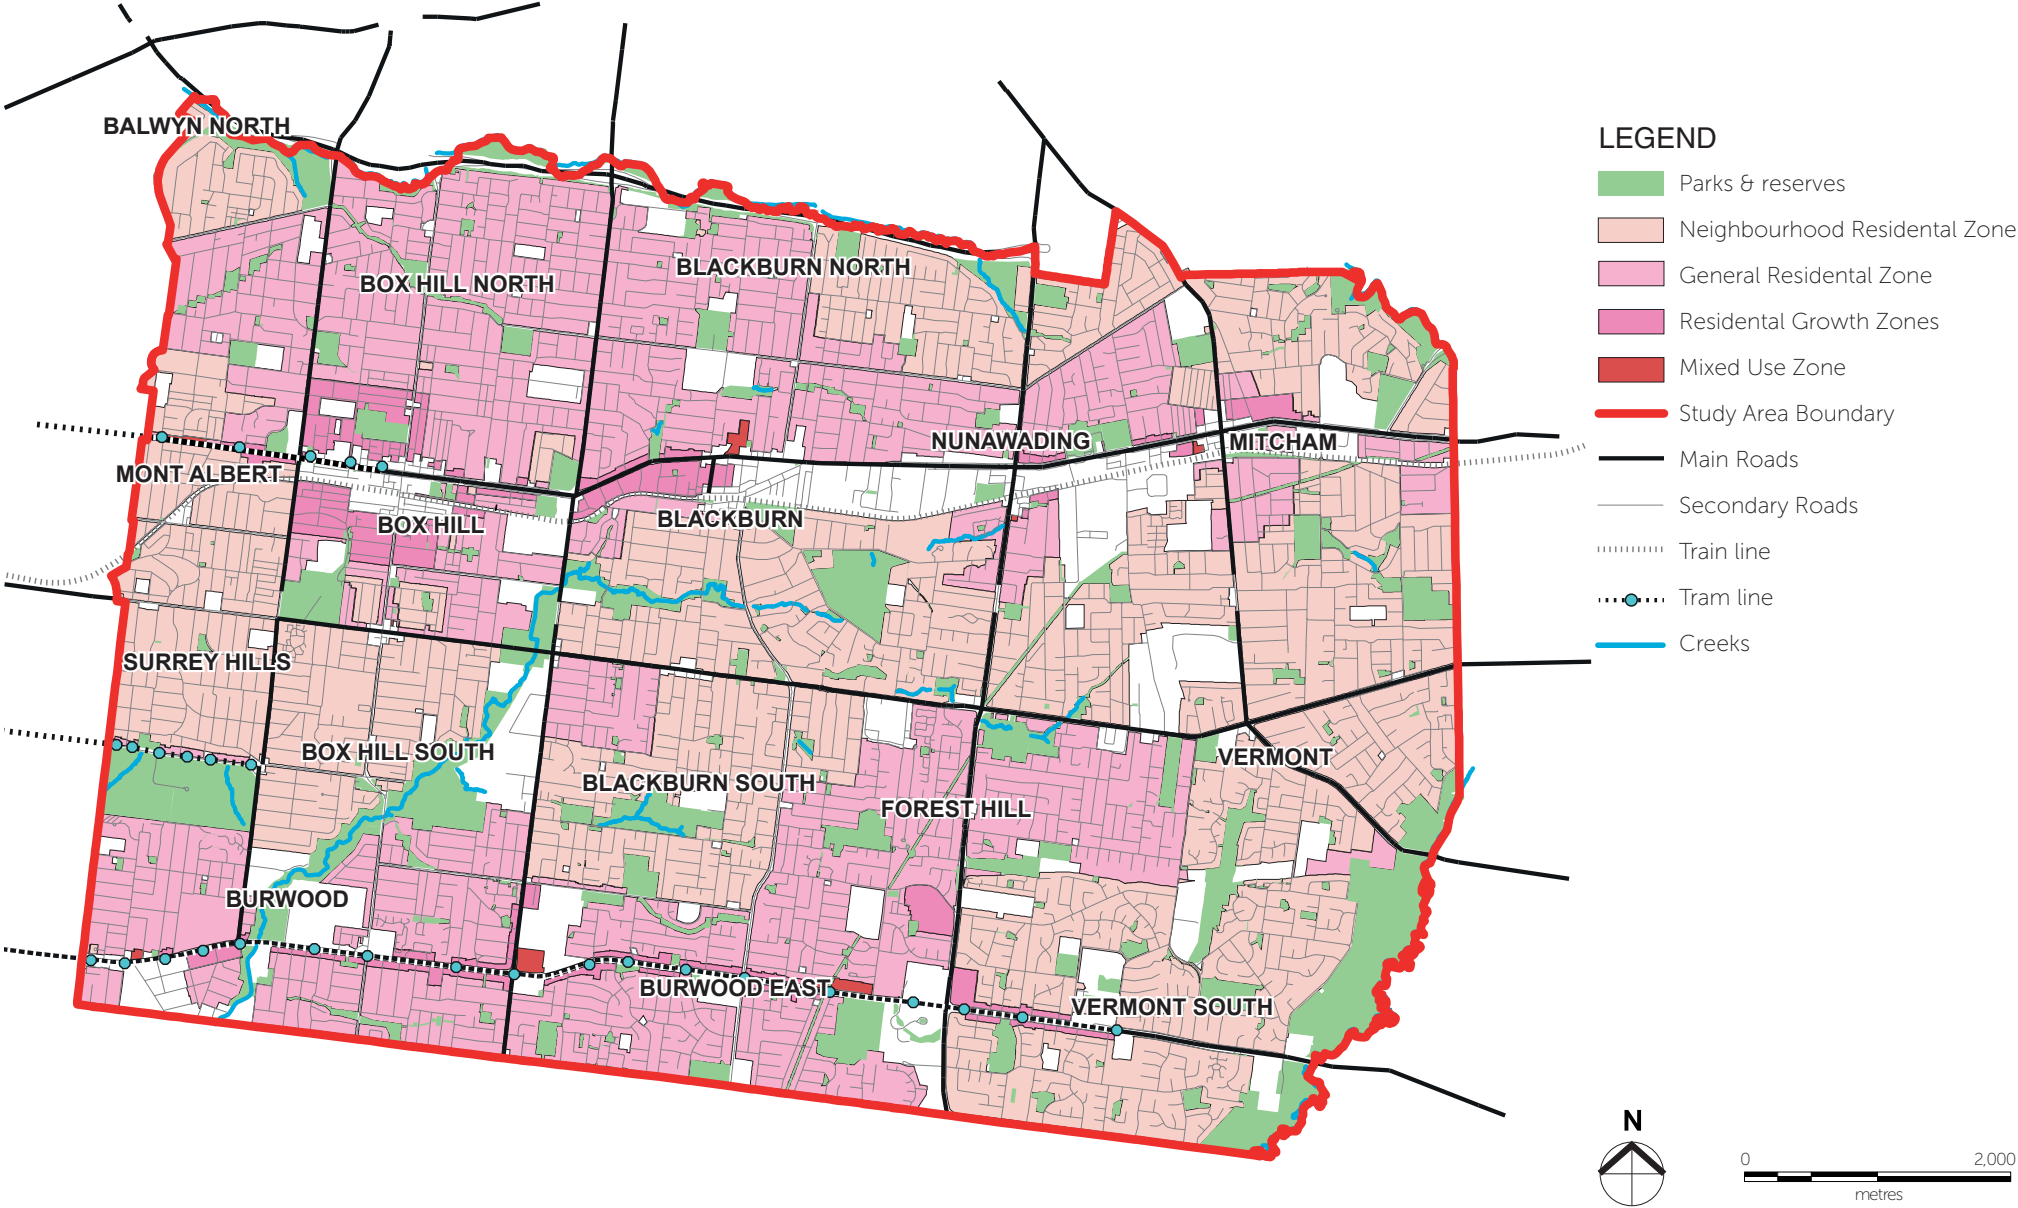 BALWYN NORTH
BOX HILL NORTH
BLACKBURN NORTH
NUNAWADING
MITCHAM
MONT ALBERT
BOX HILL
BLACKBURN
SURREY HILLS
BOX HILL SOUTH
BLACKBURN SOUTH
FOREST HILL
VERMONT
BURWOOD
BURWOOD EAST
VERMONT SOUTH
LEGEND
Parks & reserves
Neighbourhood Residental Zone
General Residental Zone
Residental Growth Zones
Mixed Use Zone
Study Area Boundary
Main Roads
Secondary Roads
Train line
Tram line
Creeks
N
0 2,000
metres